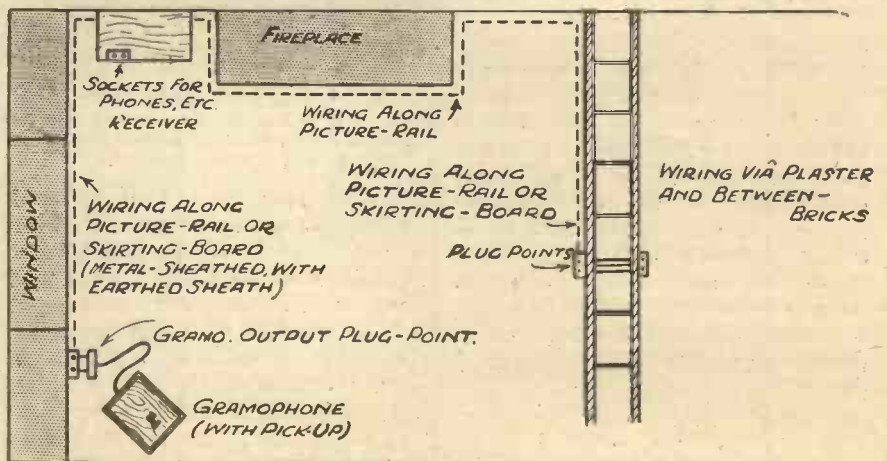 FIREPLACE
SOCKETS FOR
PHONES, ETC.
RECEIVER
WIRING ALONG
PICTURE-RAIL
WIRING ALONG
PICTURE-RAIL OR
SKIRTING-BOARD
(METAL-SHEATHED, WITH
EARTHED SHEATH)
WINDOW
WIRING ALONG
PICTURE-RAIL OR
SKIRTING-BOARD
PLUG POINTS
WIRING VIÂ PLASTER
AND BETWEEN-
BRICKS
GRAMO. OUTPUT PLUG-POINT.
GRAMOPHONE
(WITH PICK-UP)